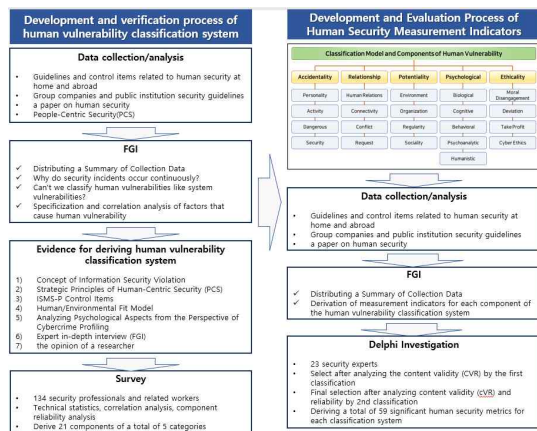 Development and verification process of
human vulnerability classification system
Data collection/analysis
• Guidelines and control items related to human security at
home and abroad
• Group companies and public institution security guidelines
• a paper on human security
• People-Centric Security(PCS)
FGI
✓ Distributing a Summary of Collection Data
✓ Why do security incidents occur continuously?
✓ Can't we classify human vulnerabilities like system
vulnerabilities?
✓ Specificization and correlation analysis of factors that
cause human vulnerability
Evidence for deriving human vulnerability
classification system
1) Concept of Information Security Violation
2) Strategic Principles of Human-Centric Security (PCS)
3) ISMS-P Control Items
4) Human/Environmental Fit Model
5) Analyzing Psychological Aspects from the Perspective of
Cybercrime Profiling
6) Expert in-depth interview (FGI)
7) the opinion of a researcher
Survey
• 134 security professionals and related workers
• Technical statistics, correlation analysis, component
reliability analysis
• Derive 21 components of a total of 5 categories
Development and Evaluation Process of
Human Security Measurement Indicators
Classification Model and Components of Human Vulnerability
Accidentality Relationship Potentiality Psychological Ethicality
Personality Human Relations Environment Biological Moral Disengagement
Activity Connectivity Organization Cognitive Deviation
Dangerous Conflict Regularity Behavioral Take Profit
Security Request Sociality Psychoanalytic Cyber Ethics
Humanistic
Data collection/analysis
• Guidelines and control items related to human security at
home and abroad
• Group companies and public institution security guidelines
• a paper on human security
FGI
✓ Distributing a Summary of Collection Data
✓ Derivation of measurement indicators for each component of
the human vulnerability classification system
Delphi Investigation
• 23 security experts
• Select after analyzing the content validity (CVR) by the first
classification
• Final selection after analyzing content validity (cVR) and
reliability by 2nd classification
• Deriving a total of 59 significant human security metrics for
each classification system